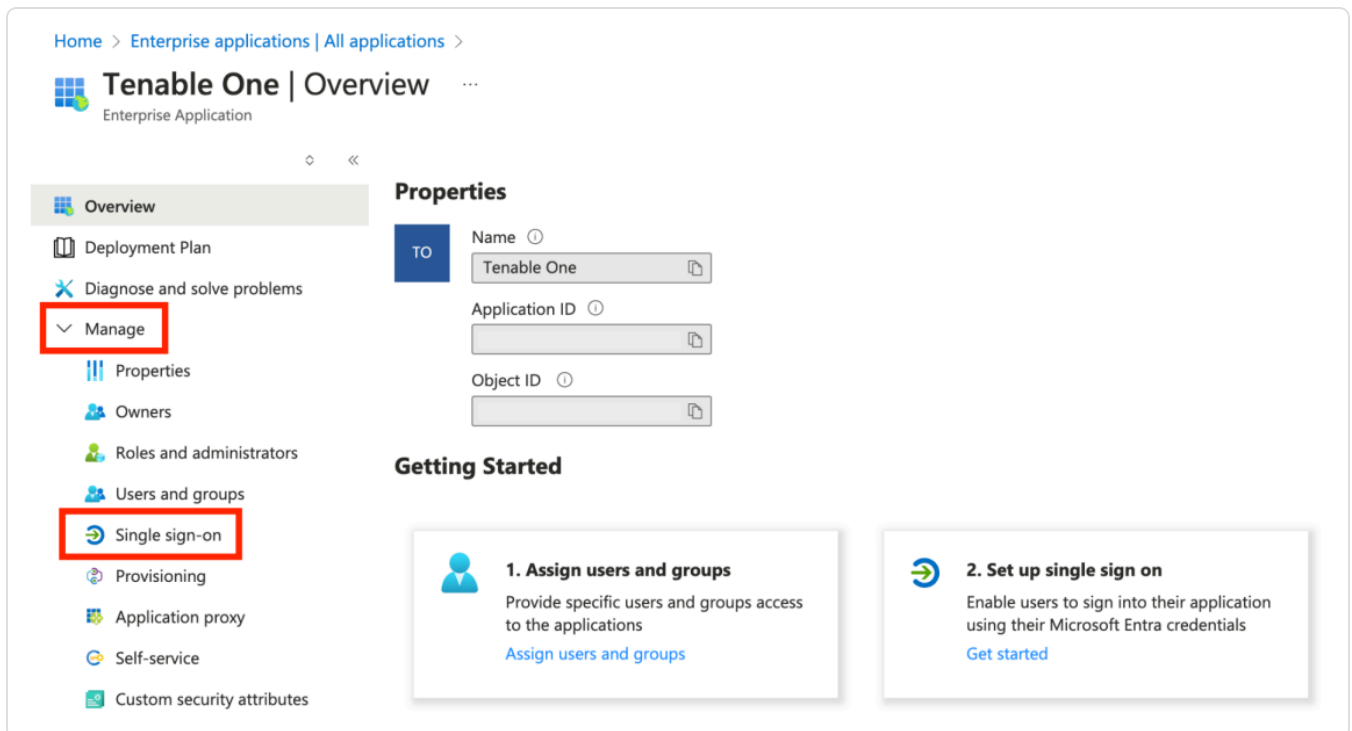 Home > Enterprise applications | All applications >
Tenable One | Overview ...
Enterprise Application
Overview
Deployment Plan
Diagnose and solve problems
Manage
Properties
Owners
Roles and administrators
Users and groups
Single sign-on
Provisioning
Application proxy
Self-service
Custom security attributes
Properties
TO
Name
Tenable One
Application ID
Object ID
Getting Started
1. Assign users and groups
Provide specific users and groups access
to the applications
Assign users and groups
2. Set up single sign on
Enable users to sign into their application
using their Microsoft Entra credentials
Get started